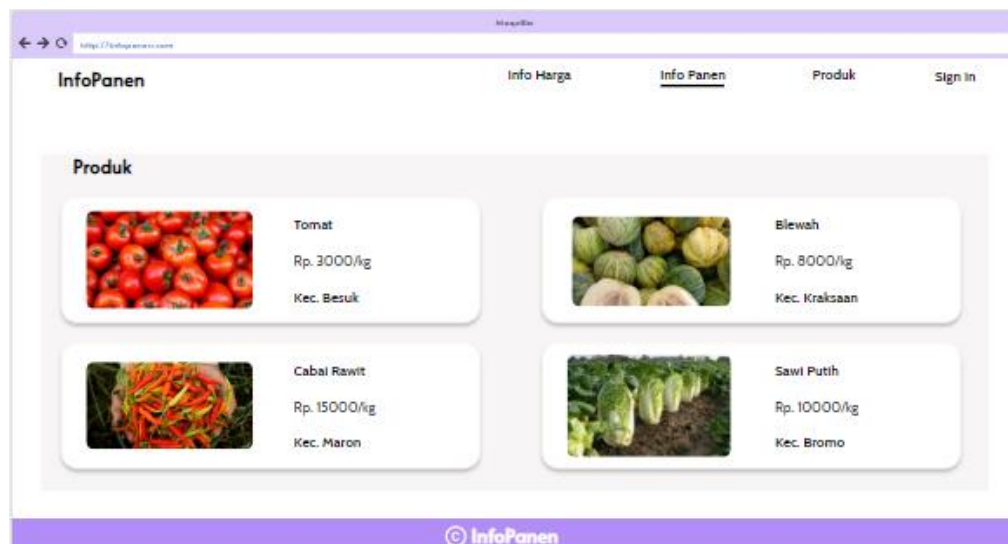 InfoPanen
Info Harga
Info Panen
Produk
Sign In
Produk
Tomat
Rp. 3000/kg
Kec. Besuk
Blewah
Rp. 8000/kg
Kec. Kraksaan
Cabai Rawit
Rp. 15000/kg
Kec. Maron
Sawi Putih
Rp. 10000/kg
Kec. Bromo
© InfoPanen